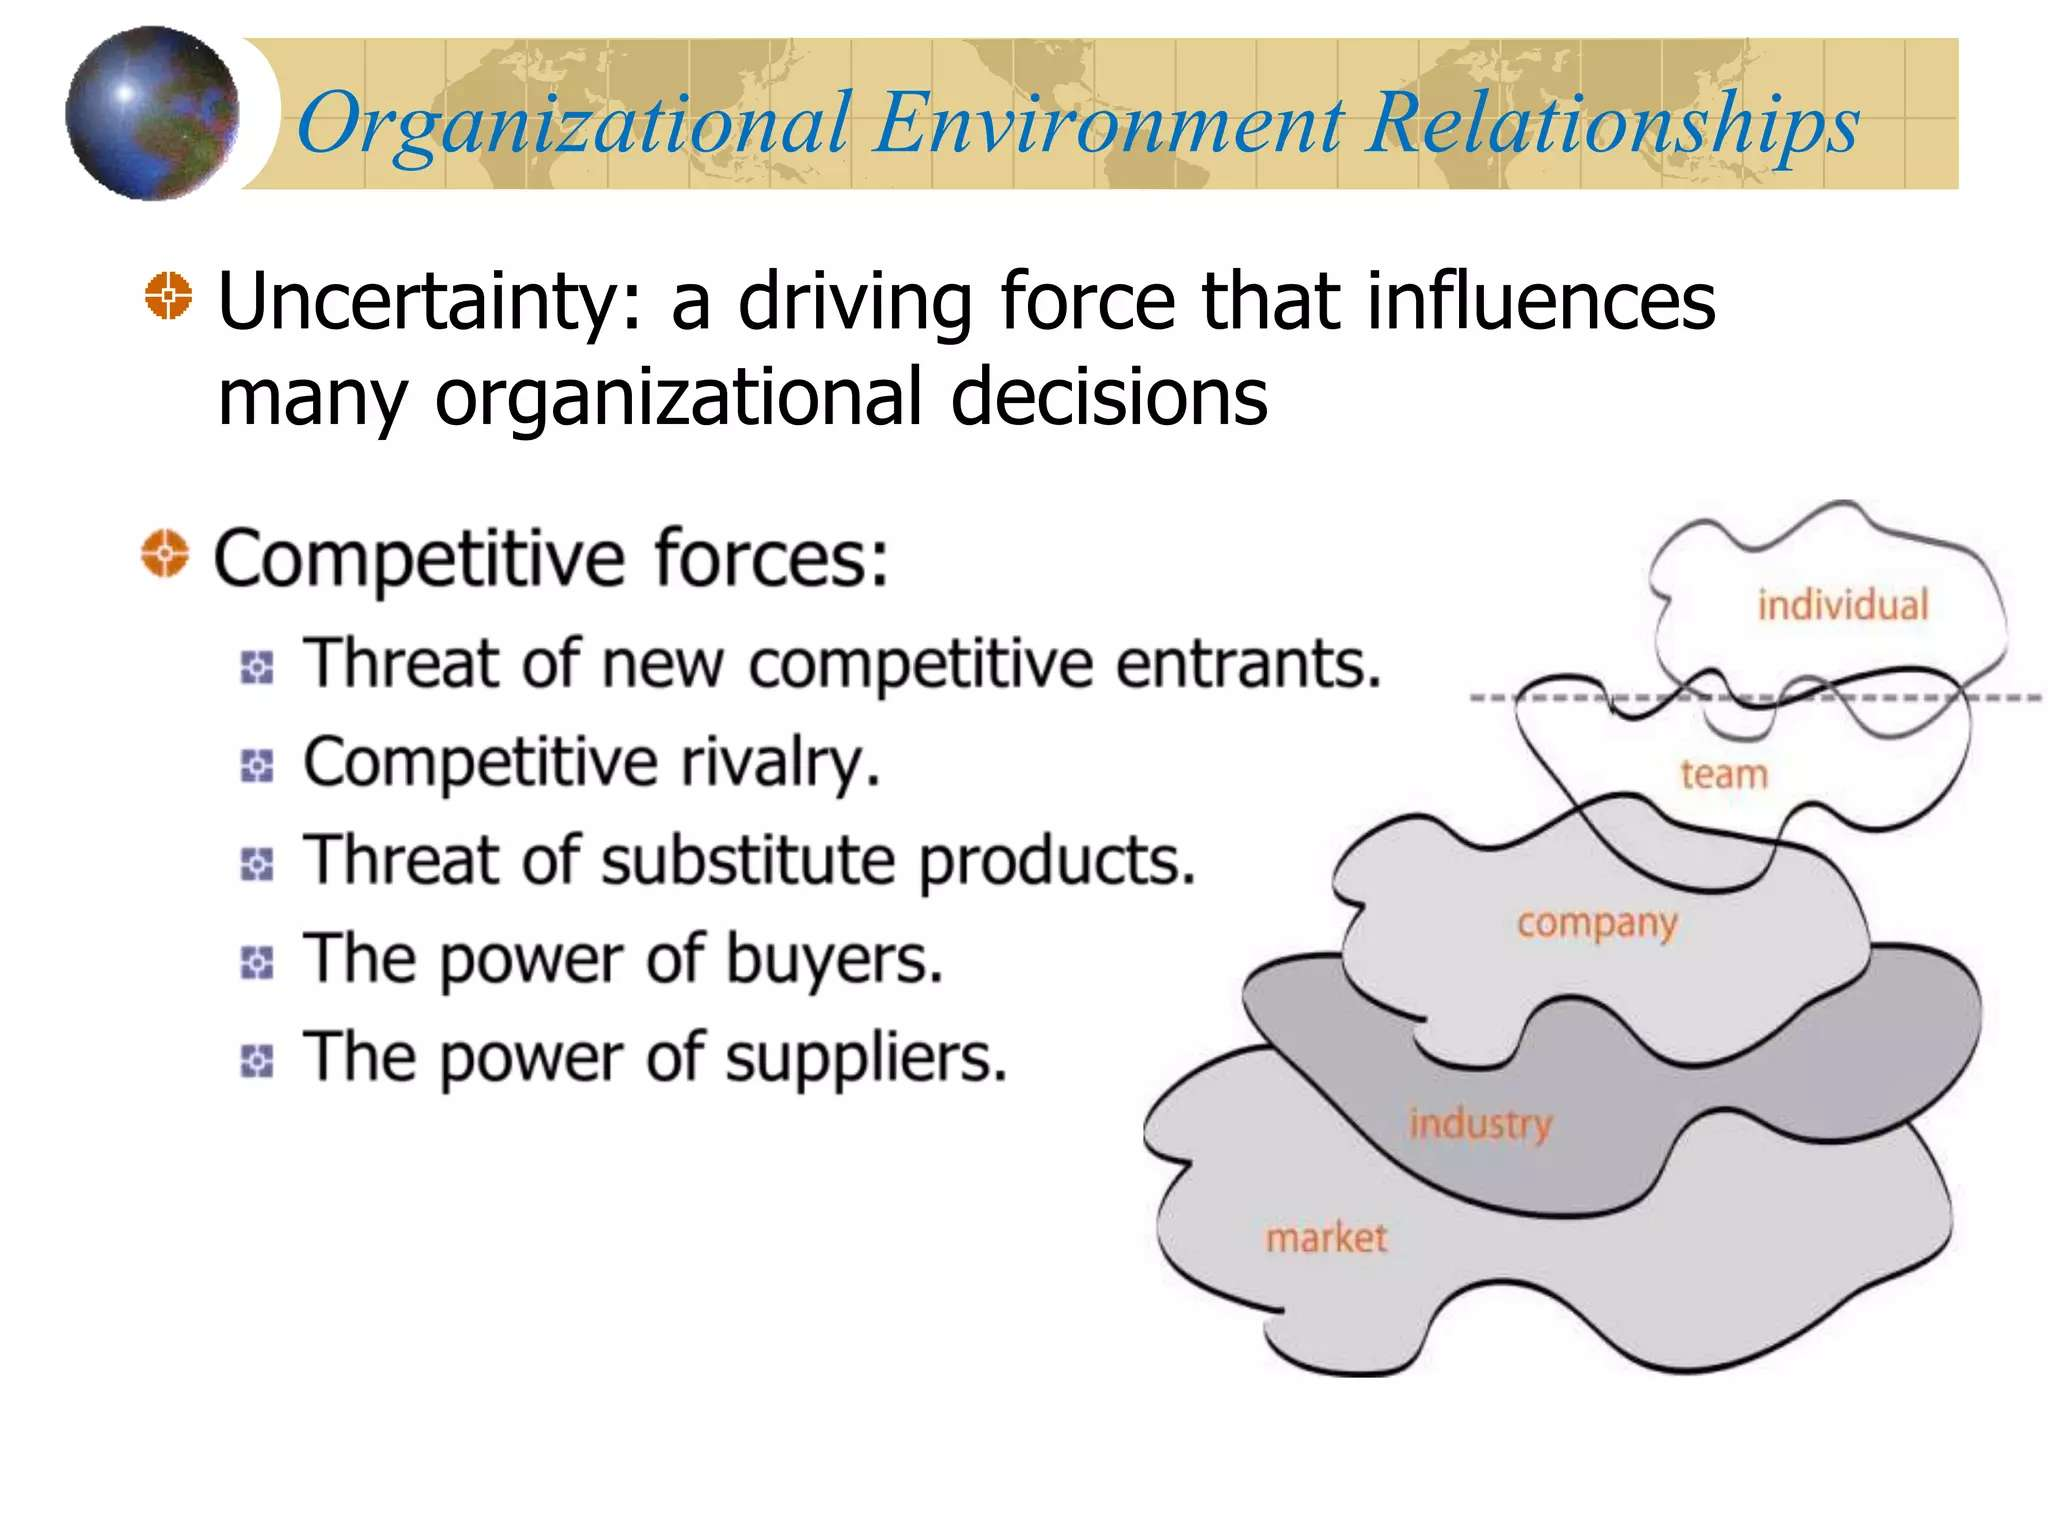 Organizational Environment Relationships
Uncertainty: a driving force that influences
many organizational decisions
Competitive forces:
Threat of new competitive entrants.
Competitive rivalry.
Threat of substitute products.
The power of buyers.
The power of suppliers.
individual
team
company
industry
market